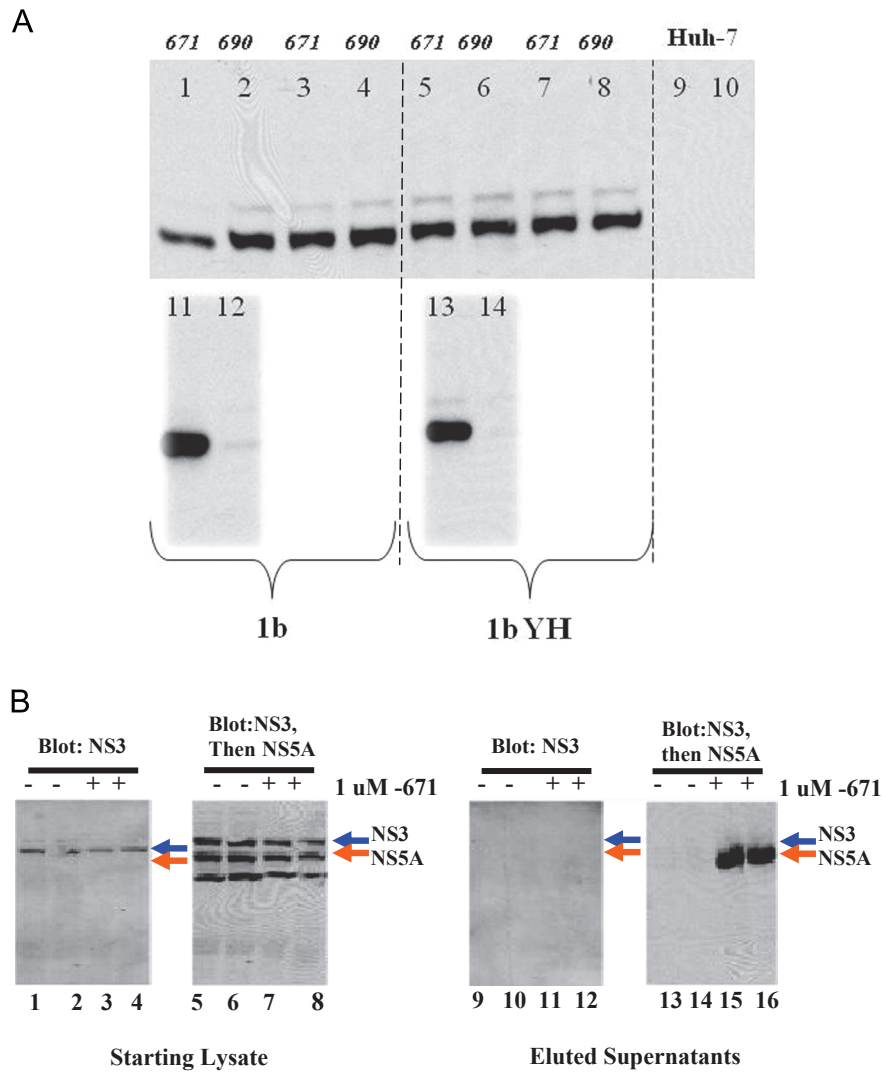 A
671 690 671 690 671 690 671 690 Huh-7
1 2 3 4 5 6 7 8 9 10
11 12 13 14
1b 1b YH
B
Blot: NS3
Blot:NS3,
Then NS5A
Blot: NS3
Blot:NS3,
then NS5A
- - + + - - + + 1 uM -671 - - + + - - + + 1 uM -671
NS3
NS5A
NS3
NS5A
1 2 3 4 5 6 7 8 9 10 11 12 13 14 15 16
Starting Lysate Eluted Supernatants